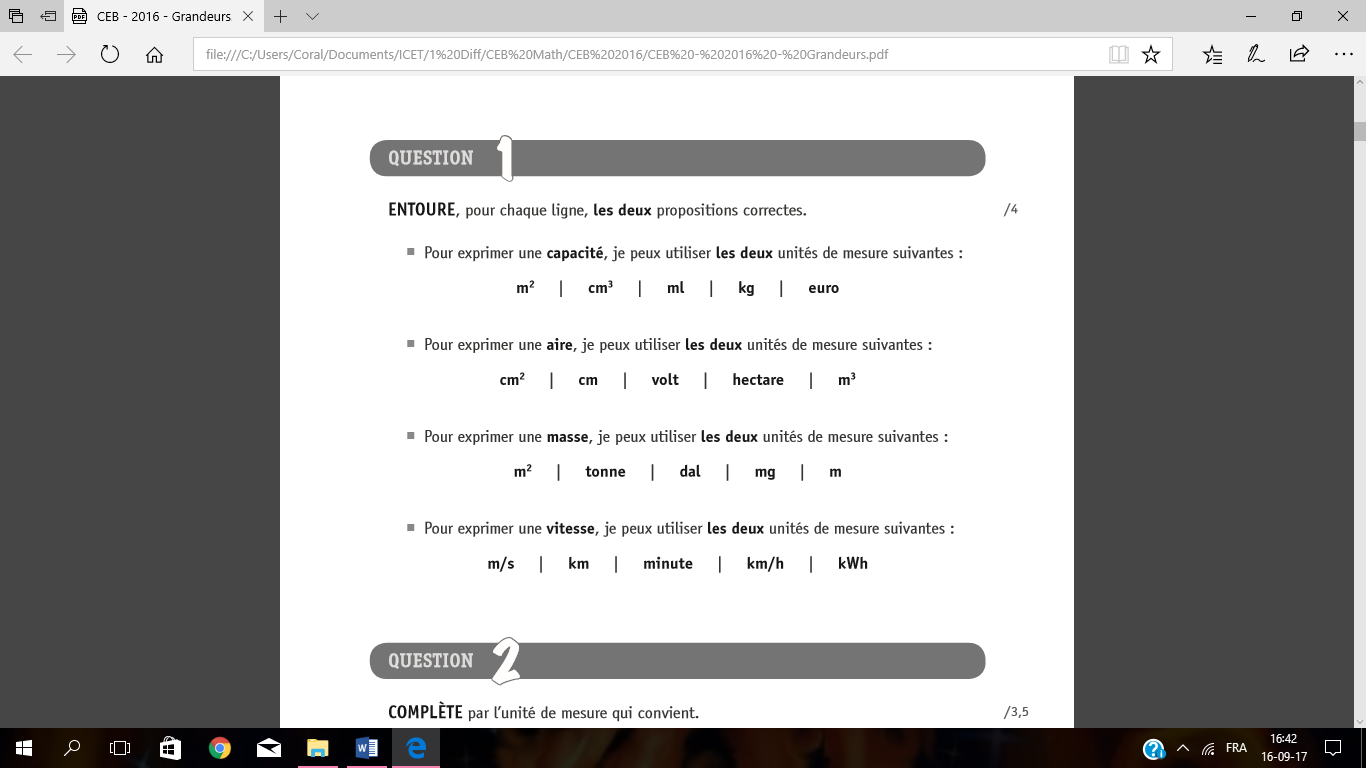 CEB - 2016 - Grandeurs
file:///C:/Users/Coral/Documents/ICET/1%20Diff/CEB%20Math/CEB%202016/CEB%20-%202016%20-%20Grandeurs.pdf
QUESTION 1
ENTOURE, pour chaque ligne, les deux propositions correctes. /4
■ Pour exprimer une capacité, je peux utiliser les deux unités de mesure suivantes :
m² | cm³ | ml | kg | euro
■ Pour exprimer une aire, je peux utiliser les deux unités de mesure suivantes :
cm² | cm | volt | hectare | m³
■ Pour exprimer une masse, je peux utiliser les deux unités de mesure suivantes :
m² | tonne | dal | mg | m
■ Pour exprimer une vitesse, je peux utiliser les deux unités de mesure suivantes :
m/s | km | minute | km/h | kWh
QUESTION 2
COMPLÈTE par l'unité de mesure qui convient. /3,5
FRA
16:42
16-09-17